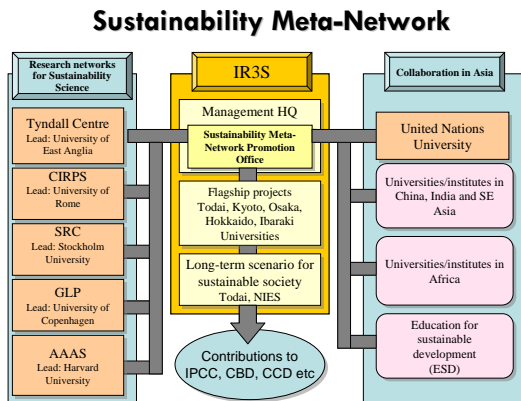 Sustainability Meta-Network
Research networks
for Sustainability
Science
Tyndall Centre
Lead: University of
East Anglia
CIRPS
Lead: University of
Rome
SRC
Lead: Stockholm
University
GLP
Lead: University of
Copenhagen
AAAS
Lead: Harvard
University
IR3S
Management HQ
Sustainability Meta-
Network Promotion
Office
Flagship projects
Todai, Kyoto, Osaka,
Hokkaido, Ibaraki
Universities
Long-term scenario for
sustainable society
Todai, NIES
Contributions to
IPCC, CBD, CCD etc
Collaboration in Asia
United Nations
University
Universities/institutes in
China, India and SE
Asia
Universities/institutes in
Africa
Education for
sustainable
development
(ESD)